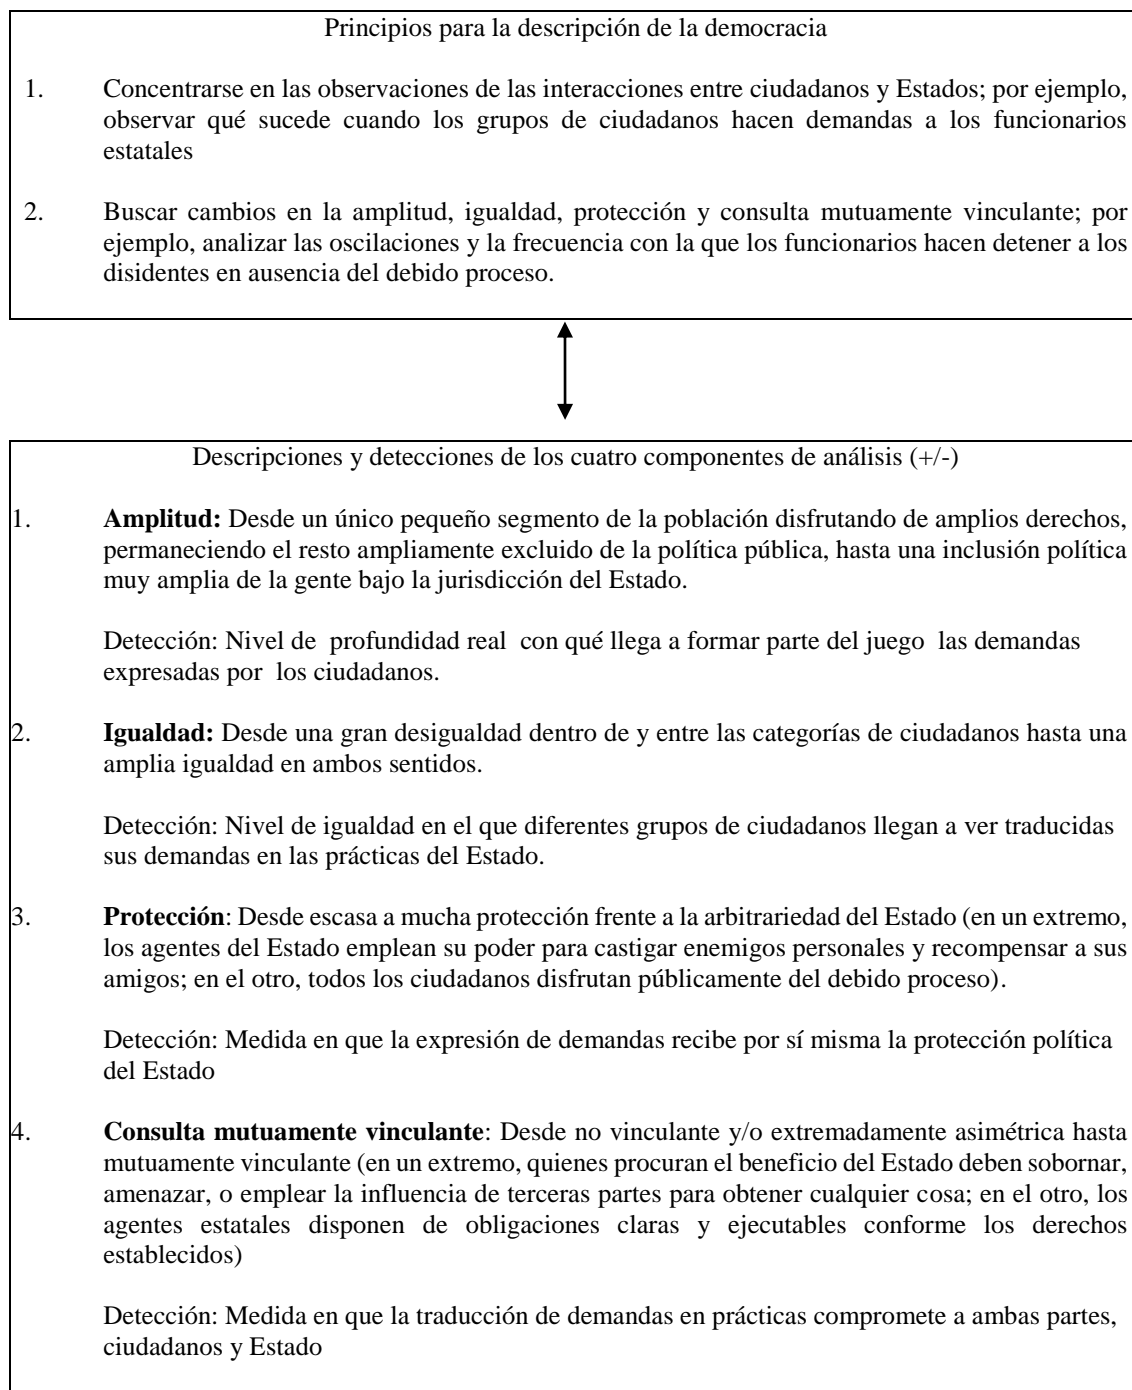 Principios para la descripción de la democracia
1. Concentrarse en las observaciones de las interacciones entre ciudadanos y Estados; por ejemplo,
observar qué sucede cuando los grupos de ciudadanos hacen demandas a los funcionarios
estatales
2. Buscar cambios en la amplitud, igualdad, protección y consulta mutuamente vinculante; por
ejemplo, analizar las oscilaciones y la frecuencia con la que los funcionarios hacen detener a los
disidentes en ausencia del debido proceso.
Descripciones y detecciones de los cuatro componentes de análisis (+/-)
1. Amplitud: Desde un único pequeño segmento de la población disfrutando de amplios derechos,
permaneciendo el resto ampliamente excluido de la política pública, hasta una inclusión política
muy amplia de la gente bajo la jurisdicción del Estado.
Detección: Nivel de profundidad real con qué llega a formar parte del juego las demandas
expresadas por los ciudadanos.
2. Igualdad: Desde una gran desigualdad dentro de y entre las categorías de ciudadanos hasta una
amplia igualdad en ambos sentidos.
Detección: Nivel de igualdad en el que diferentes grupos de ciudadanos llegan a ver traducidas
sus demandas en las prácticas del Estado.
3. Protección: Desde escasa a mucha protección frente a la arbitrariedad del Estado (en un extremo,
los agentes del Estado emplean su poder para castigar enemigos personales y recompensar a sus
amigos; en el otro, todos los ciudadanos disfrutan públicamente del debido proceso).
Detección: Medida en que la expresión de demandas recibe por sí misma la protección política
del Estado
4. Consulta mutuamente vinculante: Desde no vinculante y/o extremadamente asimétrica hasta
mutuamente vinculante (en un extremo, quienes procuran el beneficio del Estado deben sobornar,
amenazar, o emplear la influencia de terceras partes para obtener cualquier cosa; en el otro, los
agentes estatales disponen de obligaciones claras y ejecutables conforme los derechos
establecidos)
Detección: Medida en que la traducción de demandas en prácticas compromete a ambas partes,
ciudadanos y Estado